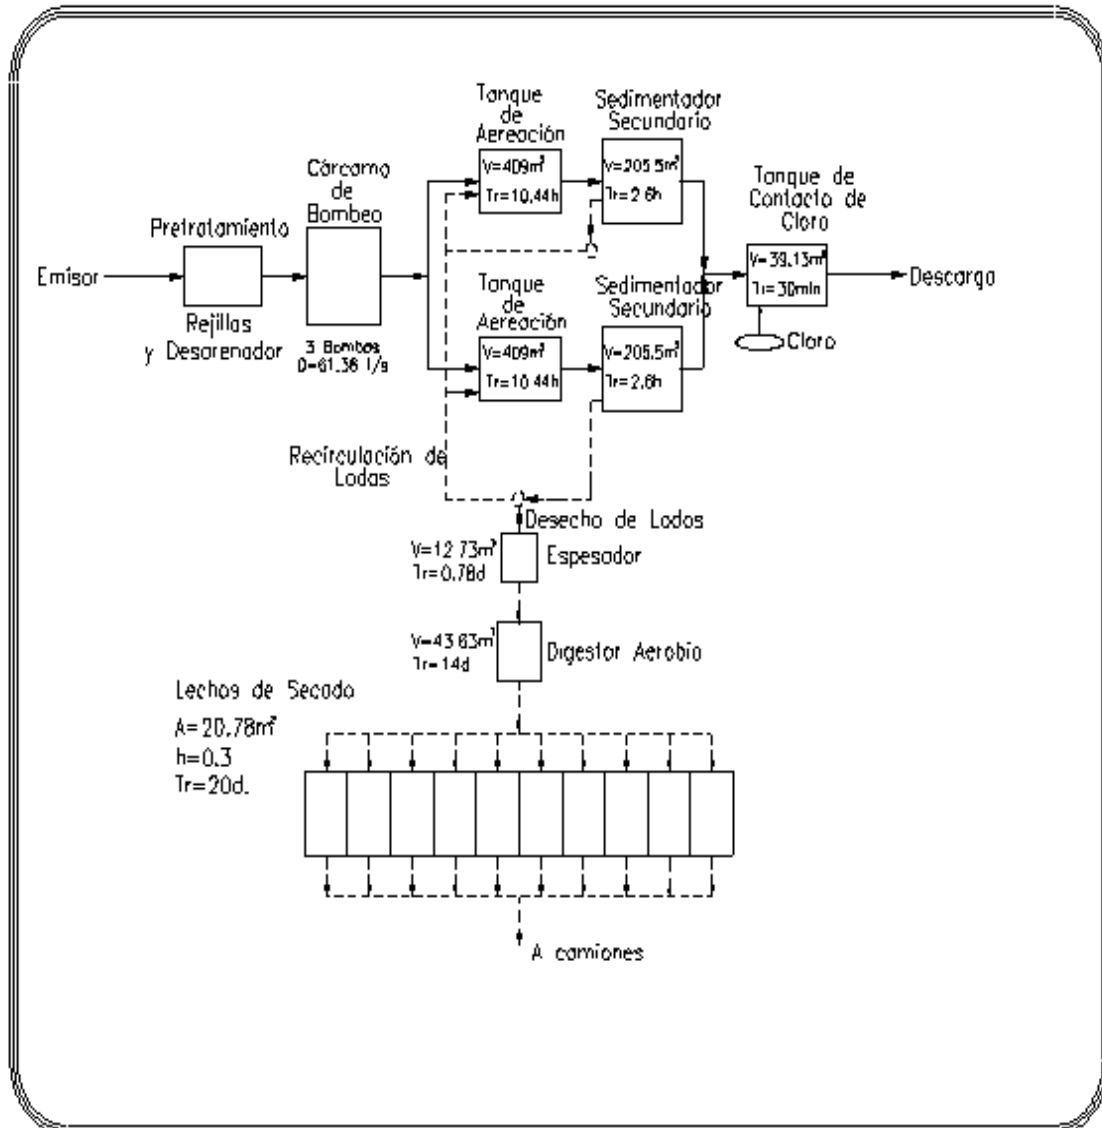 Tanque
de
Aereación
V=409m³
Tr=10.44h
Sedimentador
Secundario
V=205.5m³
Tr=2.6h
Cárcamo
de
Bombeo
3 Bombas
Q=61.38 l/s
Pretratamiento
Rejillas
y Desarenador
Emisor
Tanque de
Contacto de
Cloro
V=39.13m³
Tr=30min
Descarga
Cloro
Tanque
de
Aereación
V=409m³
Tr=10.44h
Sedimentador
Secundario
V=205.5m³
Tr=2.6h
Recirculación de
Lodos
Desecho de Lodos
V=12.73m³
Tr=0.78d
Espesador
V=43.63m³
Tr=14d
Digestor Aerobio
Lechos de Secado
A=20.78m²
h=0.3
Tr=20d.
A camiones